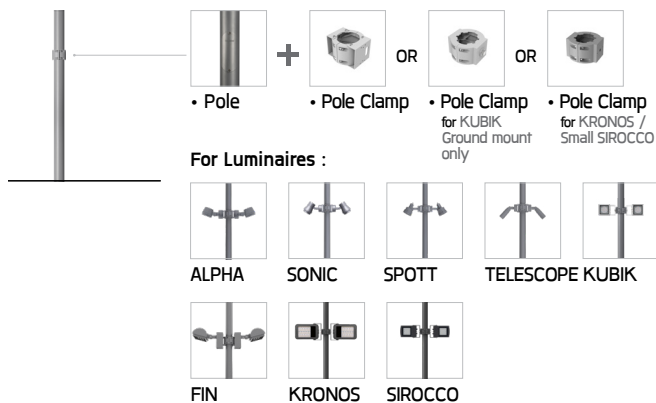 OR
OR
• Pole
• Pole Clamp
• Pole Clamp
for KUBIK
Ground mount
only
• Pole Clamp
for KRONOS /
Small SIROCCO
For Luminaires :
ALPHA
SONIC
SPOTT
TELESCOPE
KUBIK
FIN
KRONOS
SIROCCO